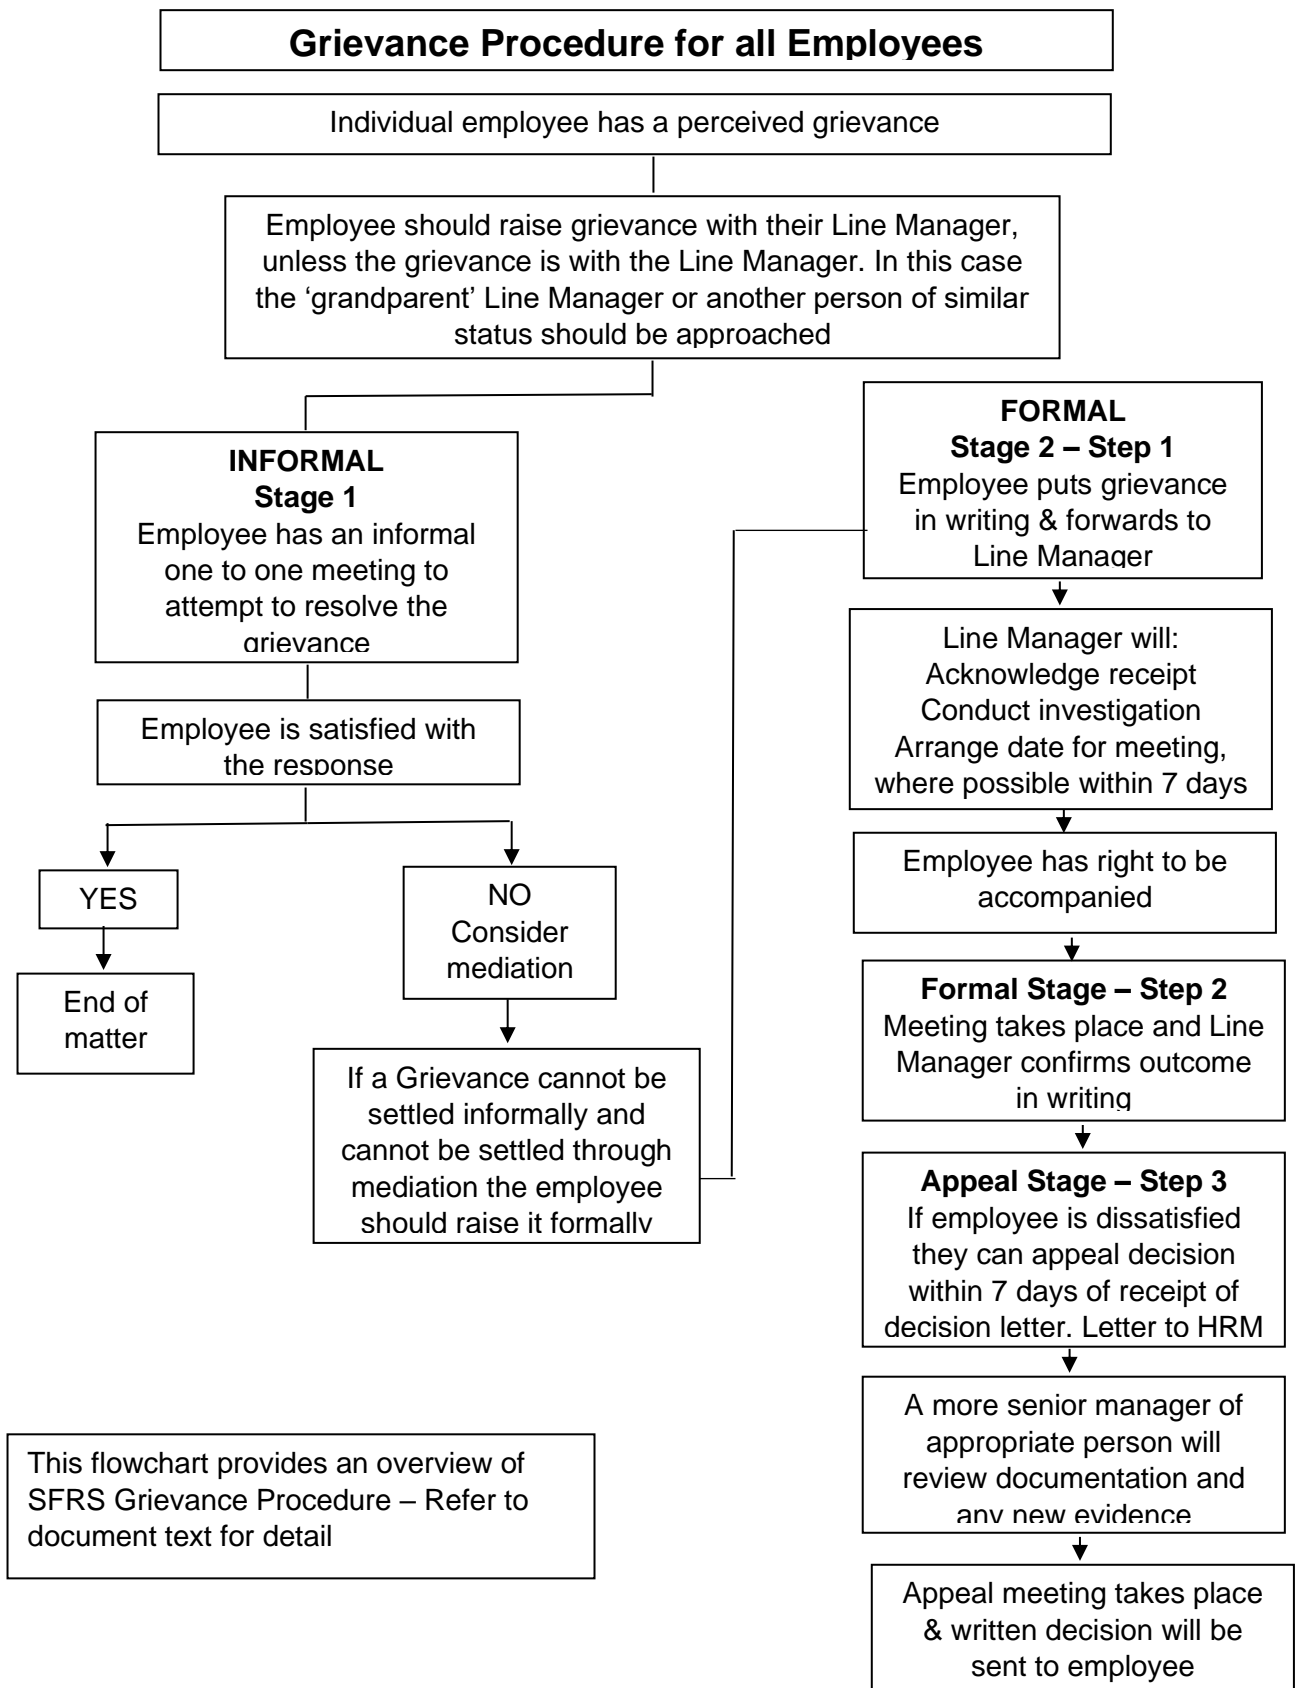 Grievance Procedure for all Employees
Individual employee has a perceived grievance
Employee should raise grievance with their Line Manager,
unless the grievance is with the Line Manager. In this case
the ‘grandparent’ Line Manager or another person of similar
status should be approached
INFORMAL
Stage 1
Employee has an informal
one to one meeting to
attempt to resolve the
grievance
Employee is satisfied with
the response
YES
End of
matter
NO
Consider
mediation
If a Grievance cannot be
settled informally and
cannot be settled through
mediation the employee
should raise it formally
FORMAL
Stage 2 – Step 1
Employee puts grievance
in writing & forwards to
Line Manager
Line Manager will:
Acknowledge receipt
Conduct investigation
Arrange date for meeting,
where possible within 7 days
Employee has right to be
accompanied
Formal Stage – Step 2
Meeting takes place and Line
Manager confirms outcome
in writing
Appeal Stage – Step 3
If employee is dissatisfied
they can appeal decision
within 7 days of receipt of
decision letter. Letter to HRM
A more senior manager of
appropriate person will
review documentation and
any new evidence
Appeal meeting takes place
& written decision will be
sent to employee
This flowchart provides an overview of
SFRS Grievance Procedure – Refer to
document text for detail